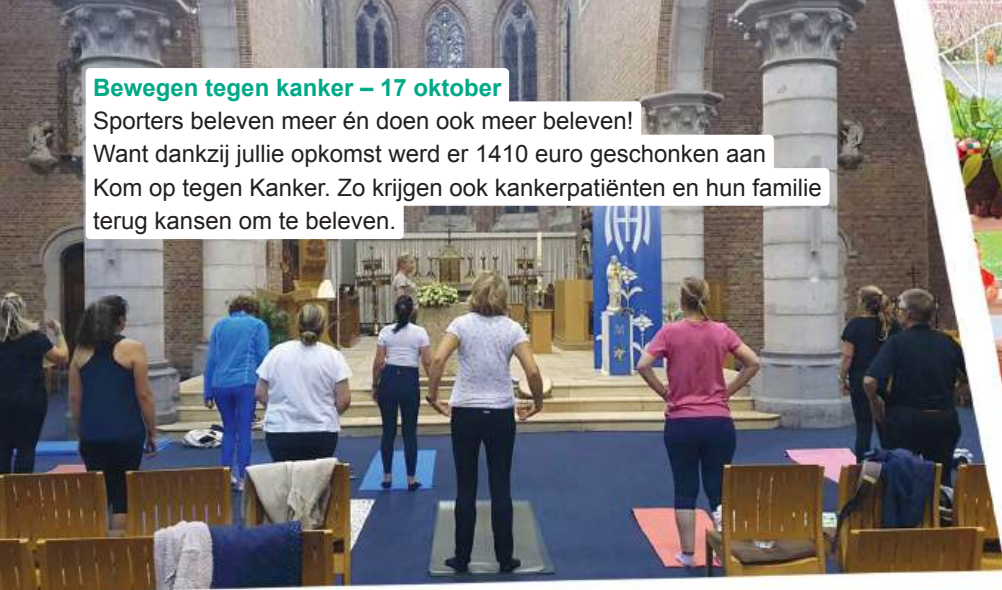 Bewegen tegen kanker – 17 oktober
Sporters beleven meer én doen ook meer beleven!
Want dankzij jullie opkomst werd er 1410 euro geschonken aan
Kom op tegen Kanker. Zo krijgen ook kankerpatiënten en hun familie
terug kansen om te beleven.